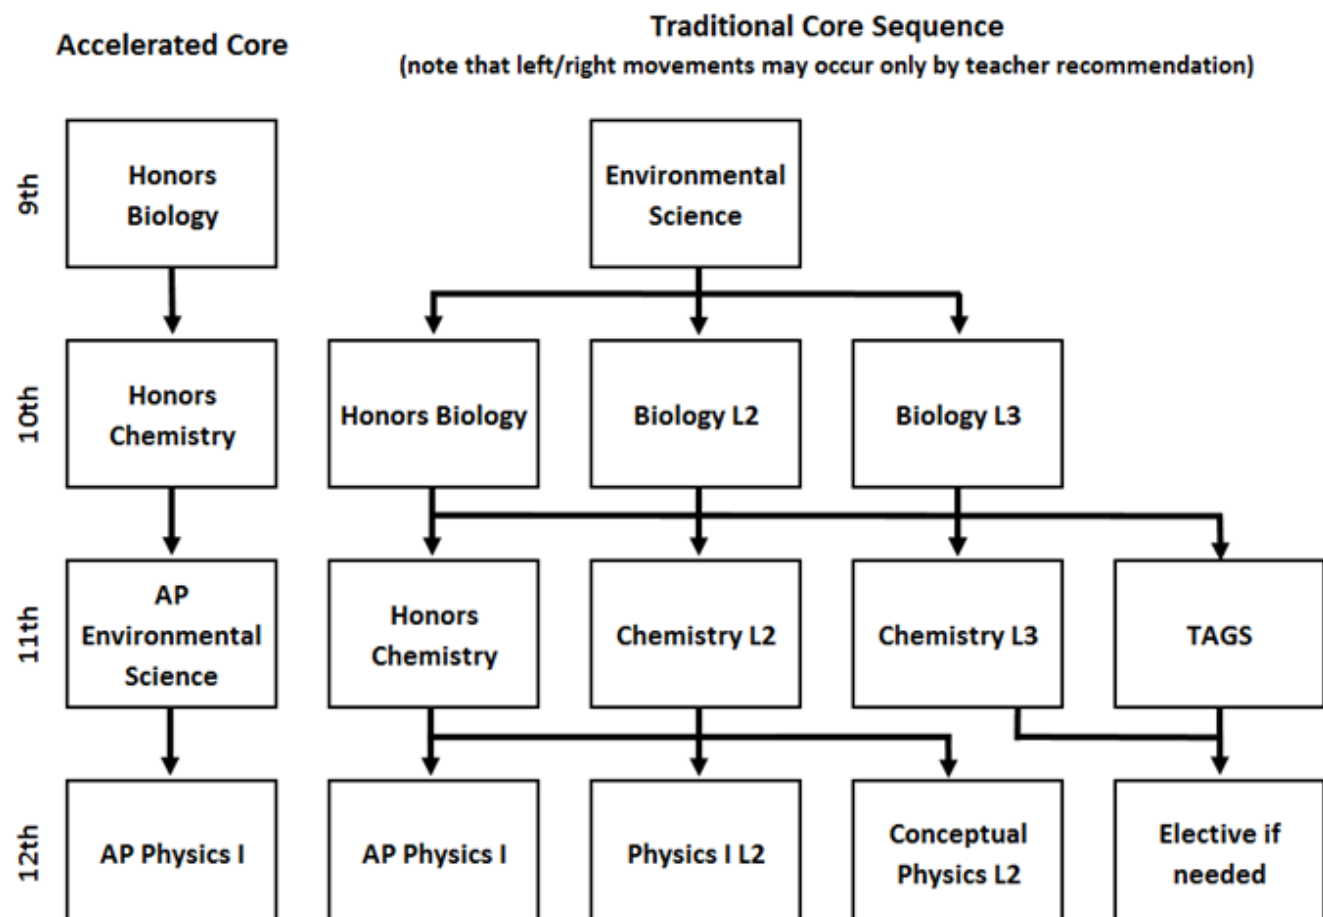 Accelerated Core
Traditional Core Sequence
(note that left/right movements may occur only by teacher recommendation)
9th
Honors
Biology
Environmental
Science
10th
Honors
Chemistry
Honors Biology
Biology L2
Biology L3
11th
AP
Environmental
Science
Honors
Chemistry
Chemistry L2
Chemistry L3
TAGS
12th
AP Physics I
AP Physics I
Physics I L2
Conceptual
Physics L2
Elective if
needed